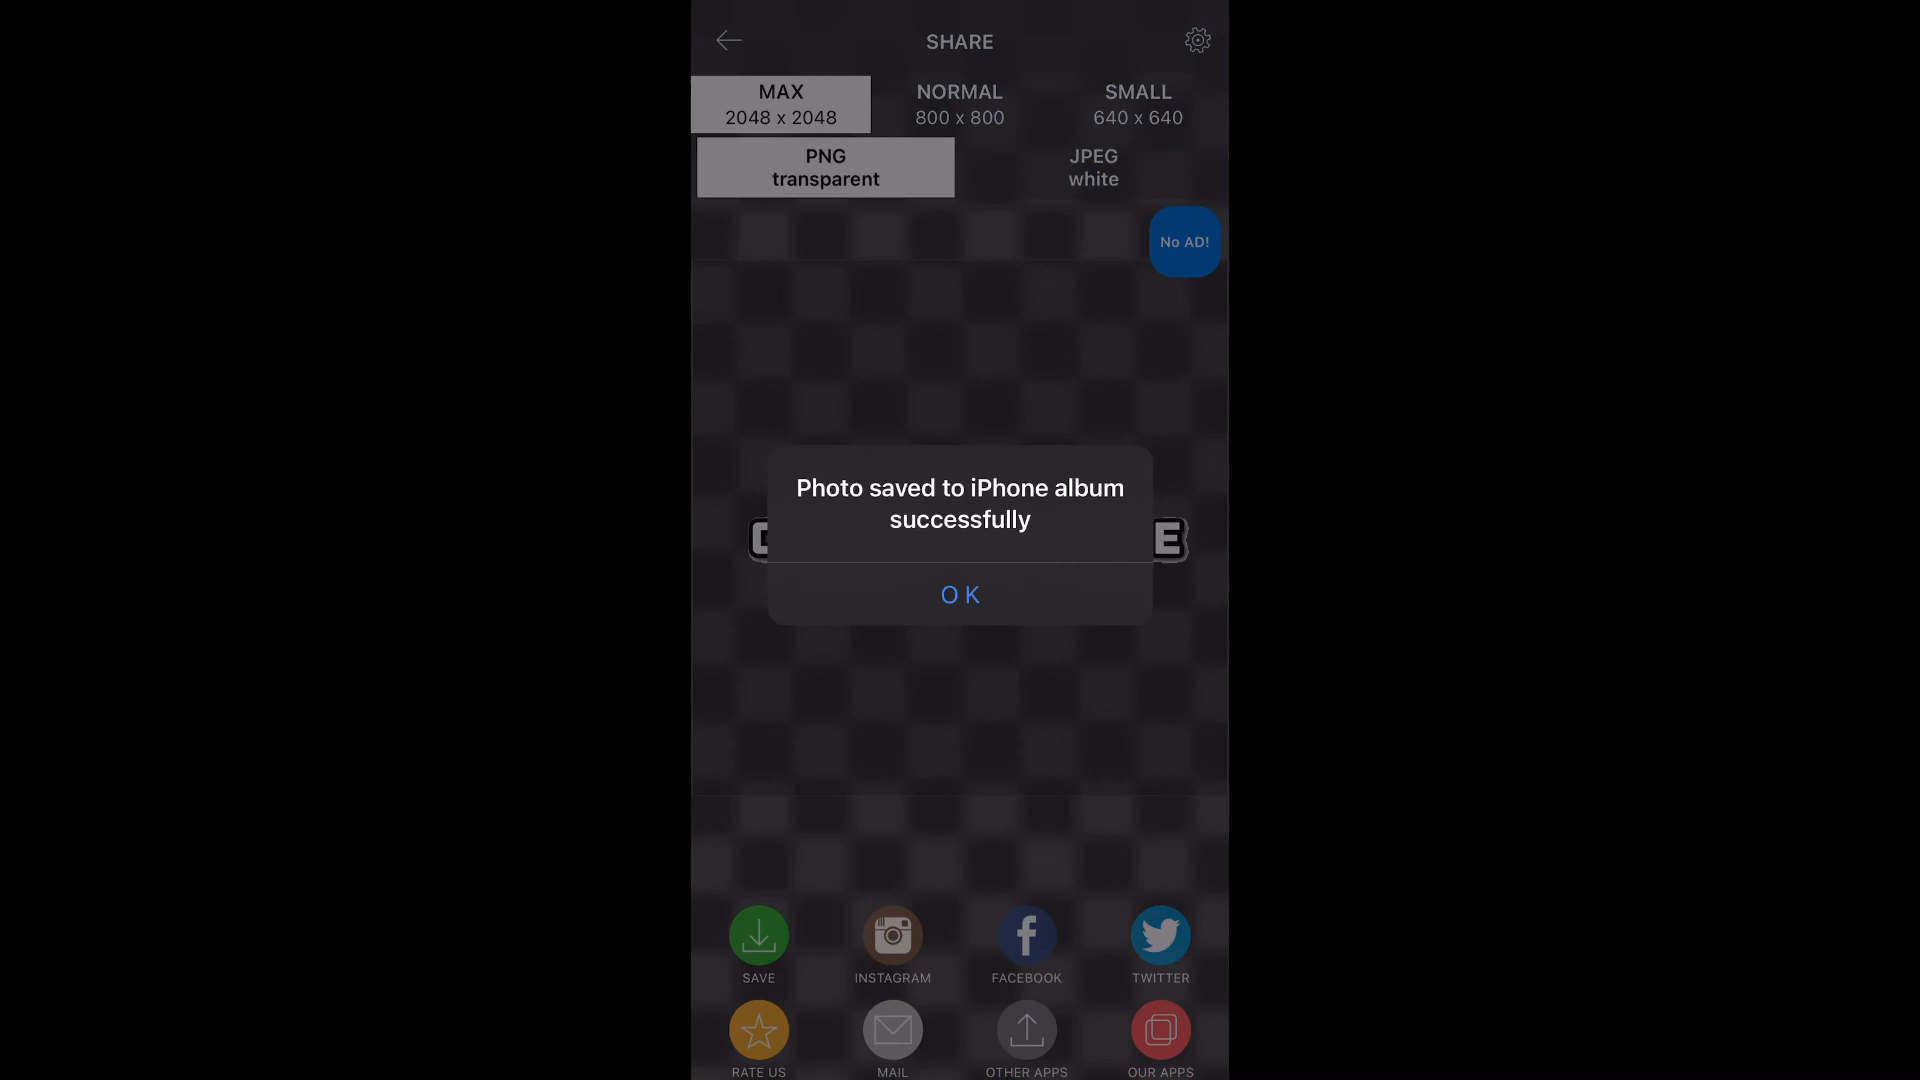 SHARE
MAX
2048 x 2048
NORMAL
800 x 800
SMALL
640 x 640
PNG
transparent
JPEG
white
No AD!
Photo saved to iPhone album
successfully
E
OK
SAVE
INSTAGRAM
FACEBOOK
TWITTER
RATE US
MAIL
OTHER APPS
OUR APPS